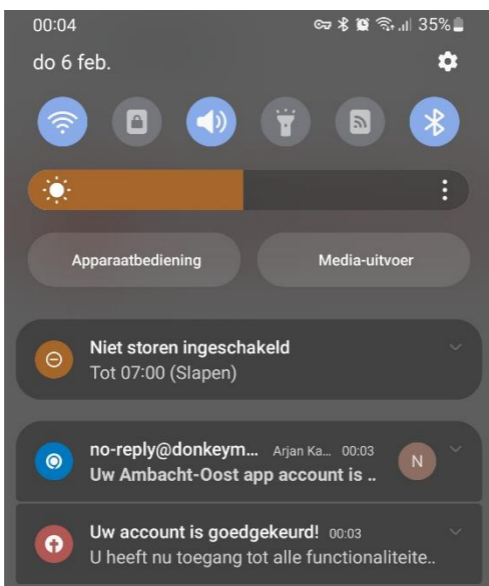 00:04 35%
do 6 feb.
Apparaatbediening Media-uitvoer
Niet storen ingeschakeld
Tot 07:00 (Slapen)
no-reply@donkeym... Arjan Ka... 00:03
N
Uw Ambacht-Oost app account is ..
Uw account is goedgekeurd! 00:03
U heeft nu toegang tot alle functionaliteite..